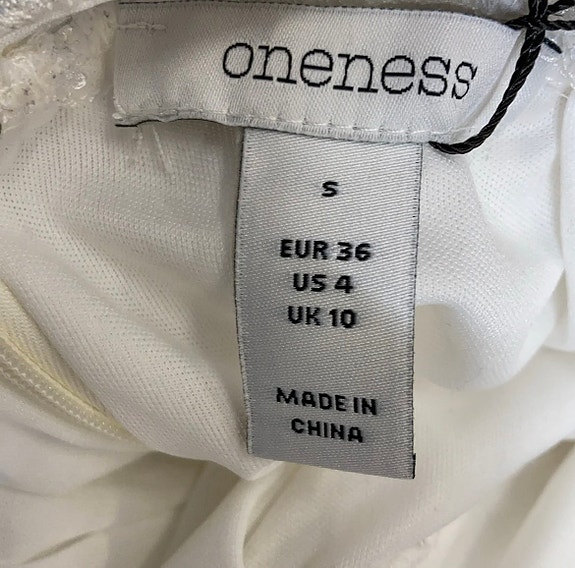 oneness
S
EUR 36
US 4
UK 10
MADE IN
CHINA